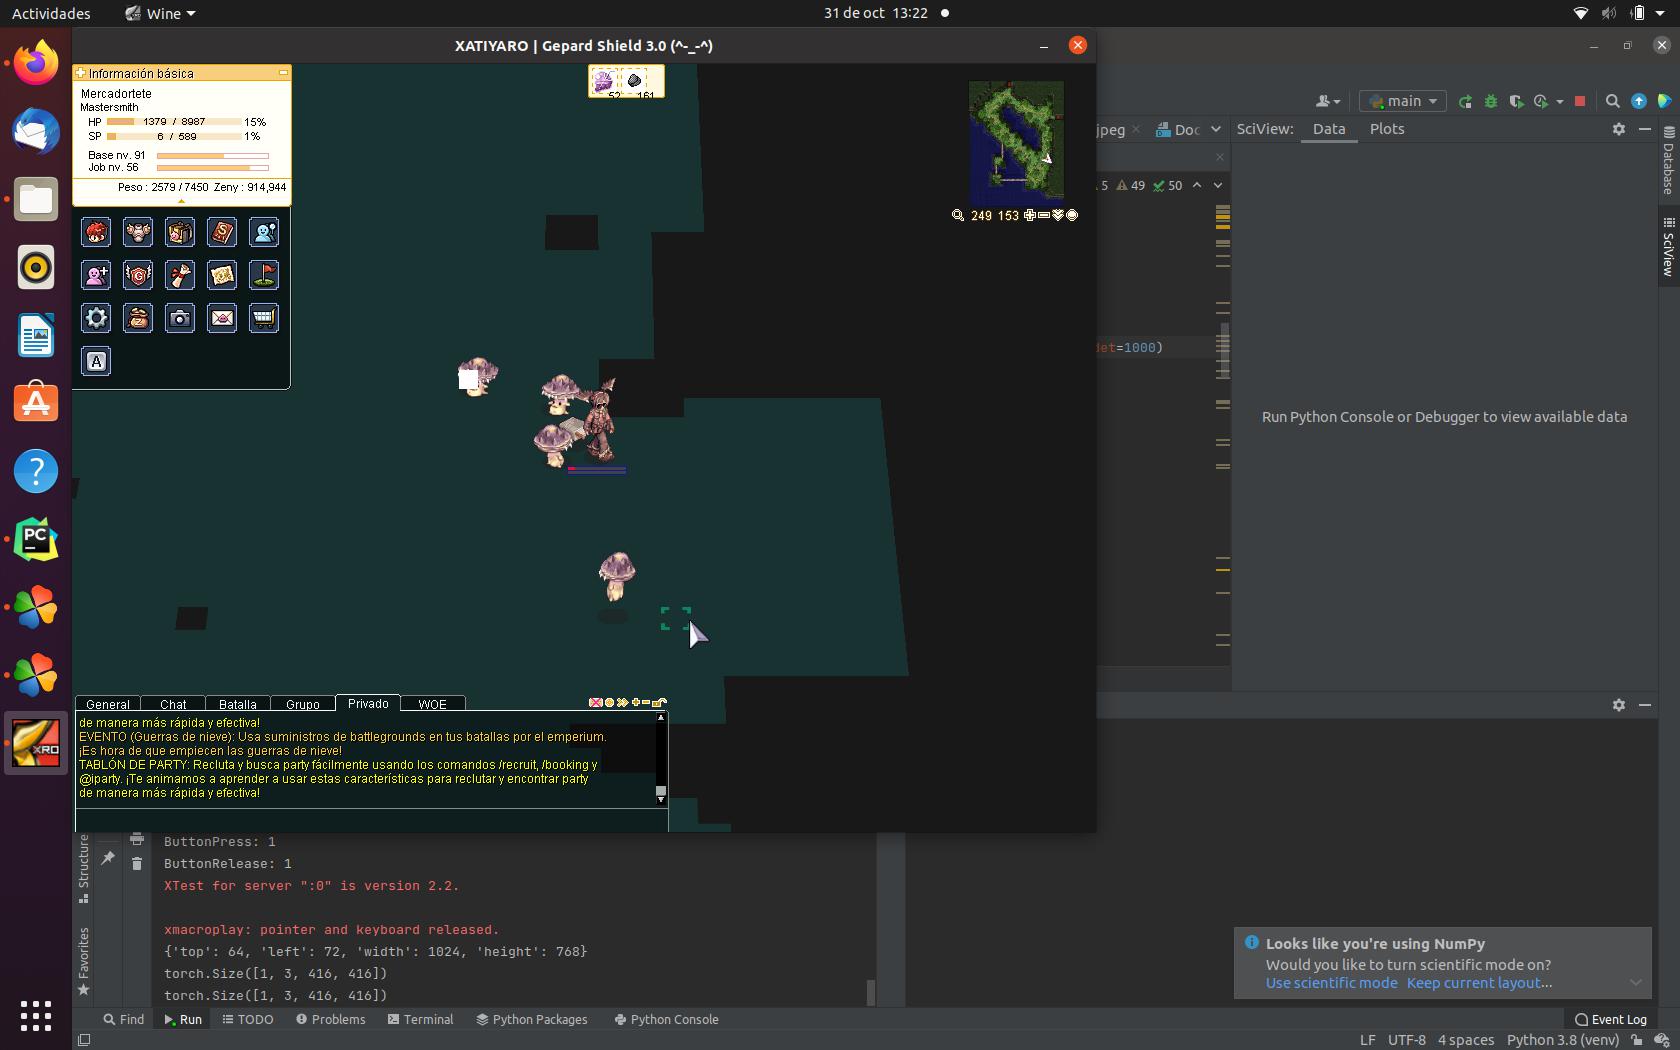 Actividades
Wine
31 de oct 13:22
XATIYARO | Gepard Shield 3.0 (^-_-^)
Información básica
Mercadortete
Mastersmith
HP 1379 / 8987 15%
SP 6 / 589 1%
Base nv. 91
Job nv. 56
Peso : 2579 / 7450 Zeny : 914,944
52 161
249 153
main
jpeg
Doc
SciView: Data Plots
5 49 50
Database
SciView
det=1000)
Run Python Console or Debugger to view available data
General Chat Batalla Grupo Privado WOE
de manera más rápida y efectiva!
EVENTO (Guerras de nieve): Usa suministros de battlegrounds en tus batallas por el emperium.
¡Es hora de que empiecen las guerras de nieve!
TABLÓN DE PARTY: Recluta y busca party fácilmente usando los comandos /recruit, /booking y
@iparty. ¡Te animamos a aprender a usar estas características para reclutar y encontrar party
de manera más rápida y efectiva!
PC
XRO
Structure
Favorites
ButtonPress: 1
ButtonRelease: 1
XTest for server ":0" is version 2.2.
xmacroplay: pointer and keyboard released.
{'top': 64, 'left': 72, 'width': 1024, 'height': 768}
torch.Size([1, 3, 416, 416])
torch.Size([1, 3, 416, 416])
Looks like you're using NumPy
Would you like to turn scientific mode on?
Use scientific mode Keep current layout...
Find Run TODO Problems Terminal Python Packages Python Console Event Log
LF UTF-8 4 spaces Python 3.8 (venv)